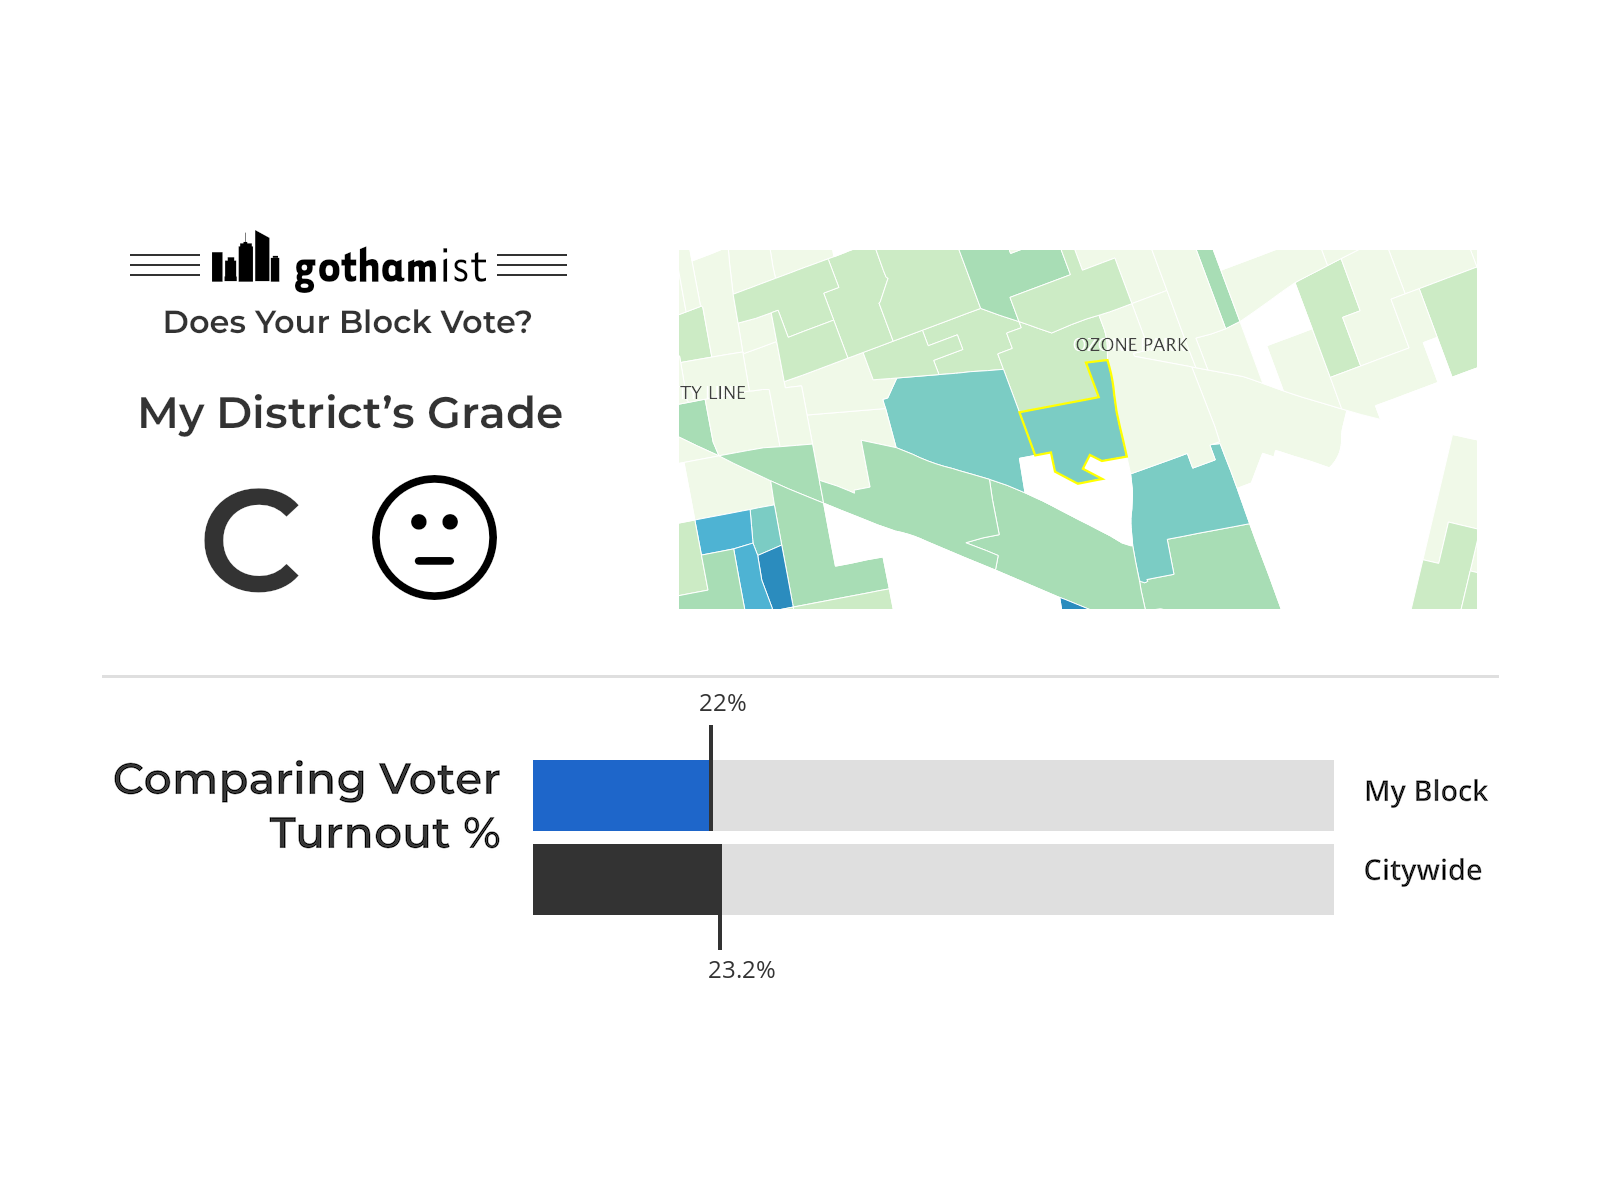 gothamist
Does Your Block Vote?
My District's Grade
C
OZONE PARK
TY LINE
22%
Comparing Voter
Turnout %
My Block
Citywide
23.2%